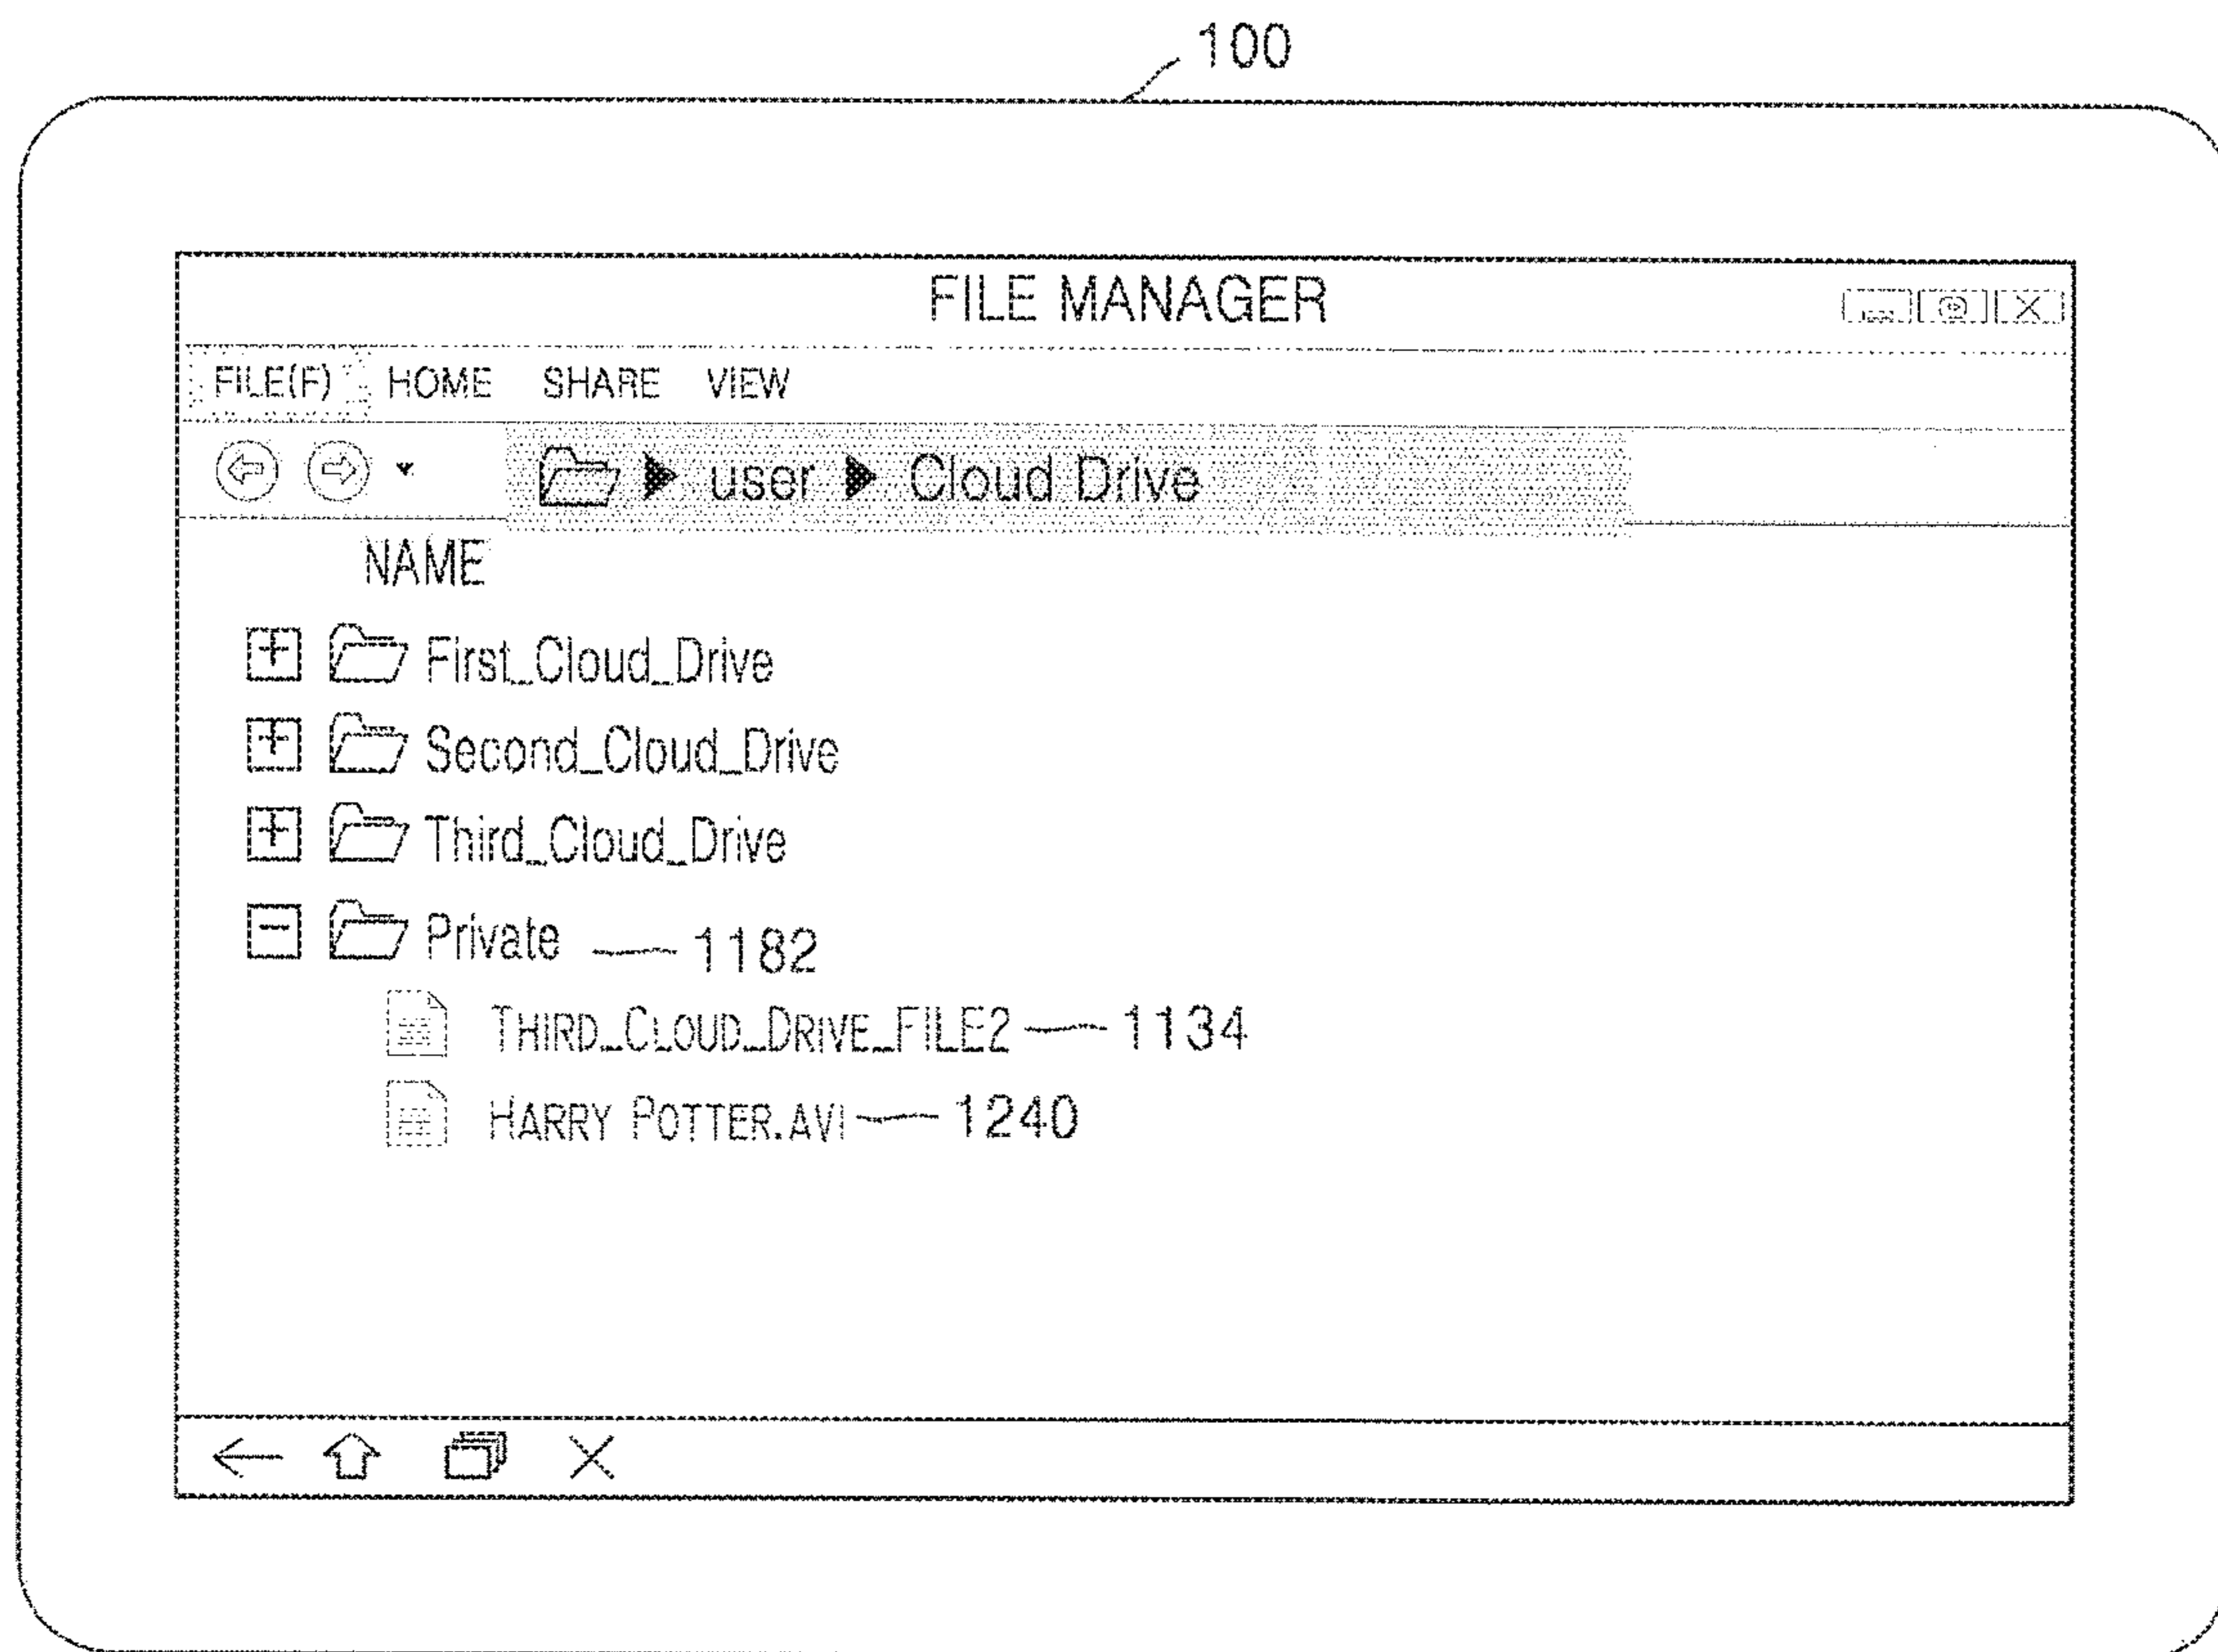 100
FILE MANAGER
FILE(F) HOME SHARE VIEW
user Cloud Drive
NAME
First_Cloud_Drive
Second_Cloud_Drive
Third_Cloud_Drive
Private 1182
THIRD_CLOUD_DRIVE_FILE2 1134
HARRY POTTER.AVI 1240